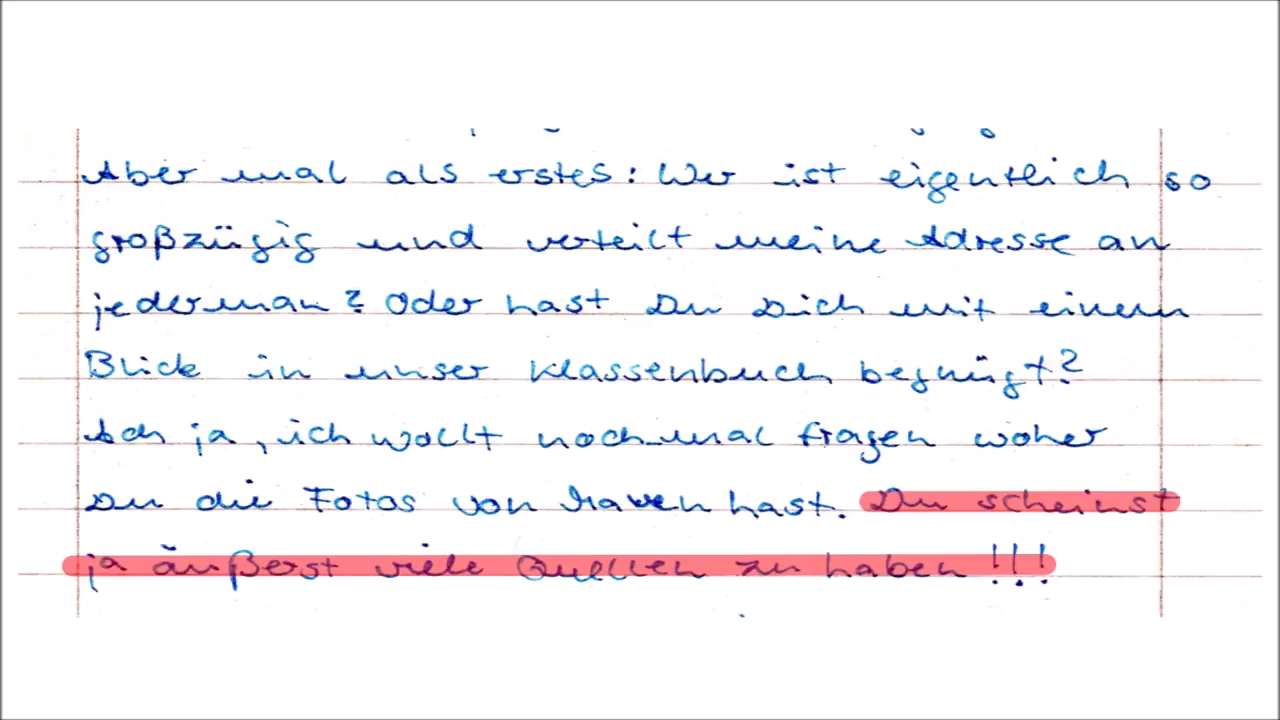 Aber mal als erstes: Wer ist eigentlich so
großzügig und verteilt meine Adresse an
jederman? Oder hast Du Dich mit einem
Blick in unser Klassenbuch begnügt?
Ach ja, ich wollt nochmal fragen woher
Du die Fotos von hast. Du scheinst
ja äußerst viele Quellen zu haben!!!